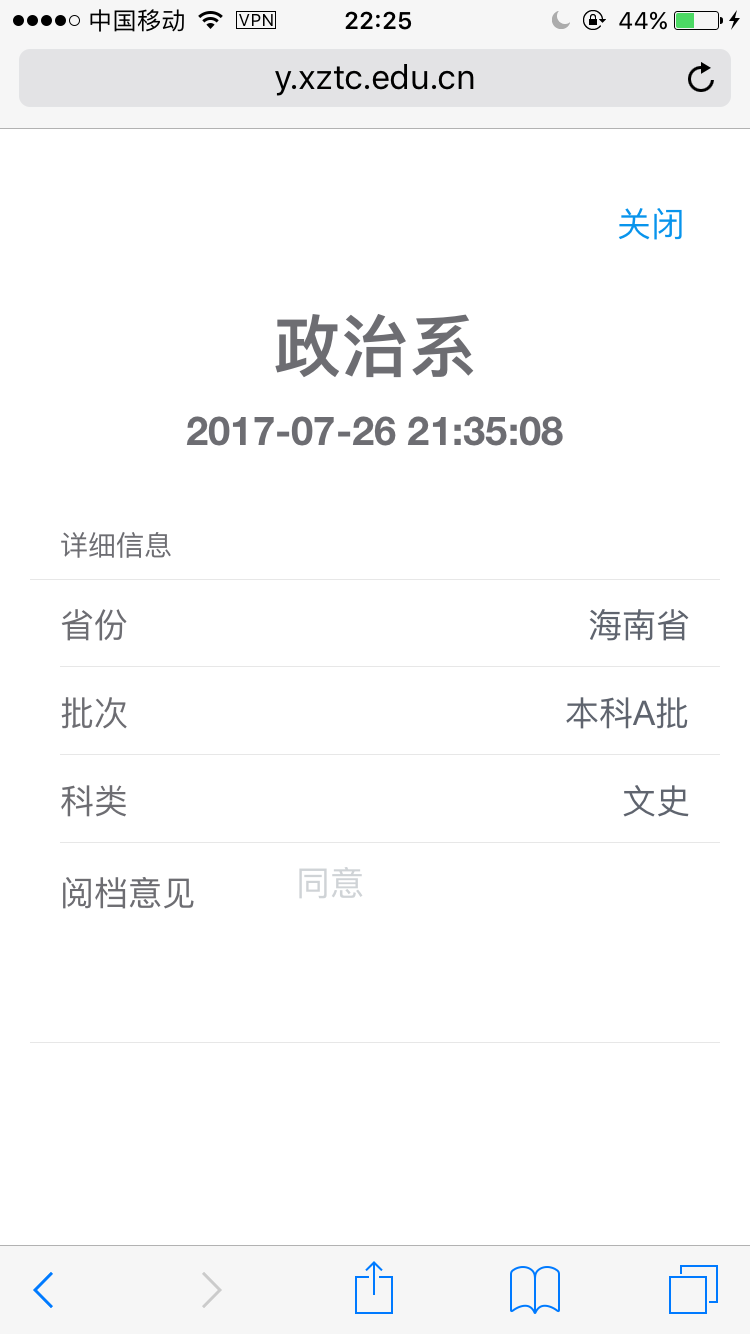 中国移动 VPN 22:25 44%
y.xztc.edu.cn
关闭
政治系
2017-07-26 21:35:08
详细信息
省份 海南省
批次 本科A批
科类 文史
阅档意见 同意